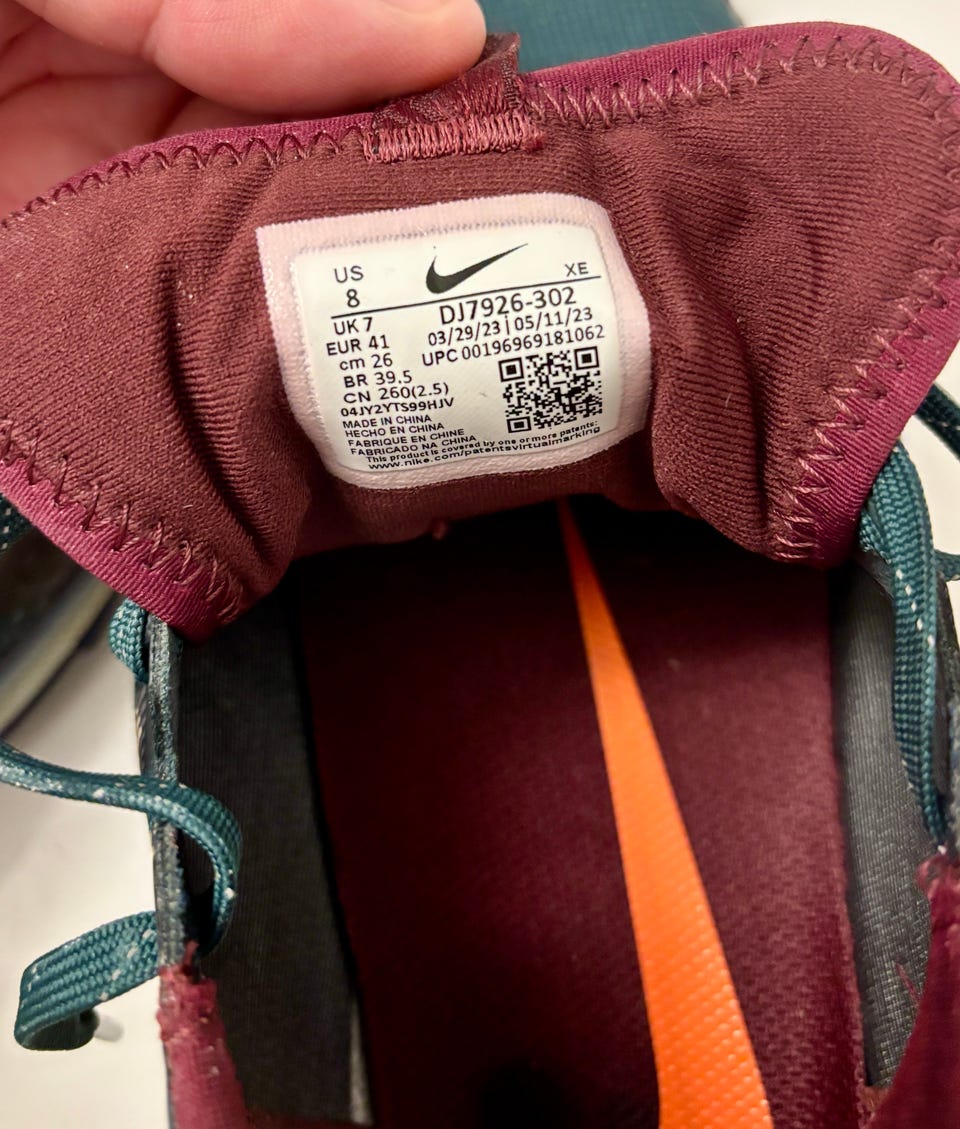 US
XE
8
DJ7926-302
UK 7
03/29/23 | 05/11/23
EUR 41
UPC 00196969181062
cm 26
BR 39.5
CN 260(2.5)
04JY2YTS99HJV
MADE IN CHINA
HECHO EN CHINA
FABRIQUE EN CHINE
FABRICADO NA CHINA
This product is covered by one or more patents:
www.nike.com/patentsvirtualmarking